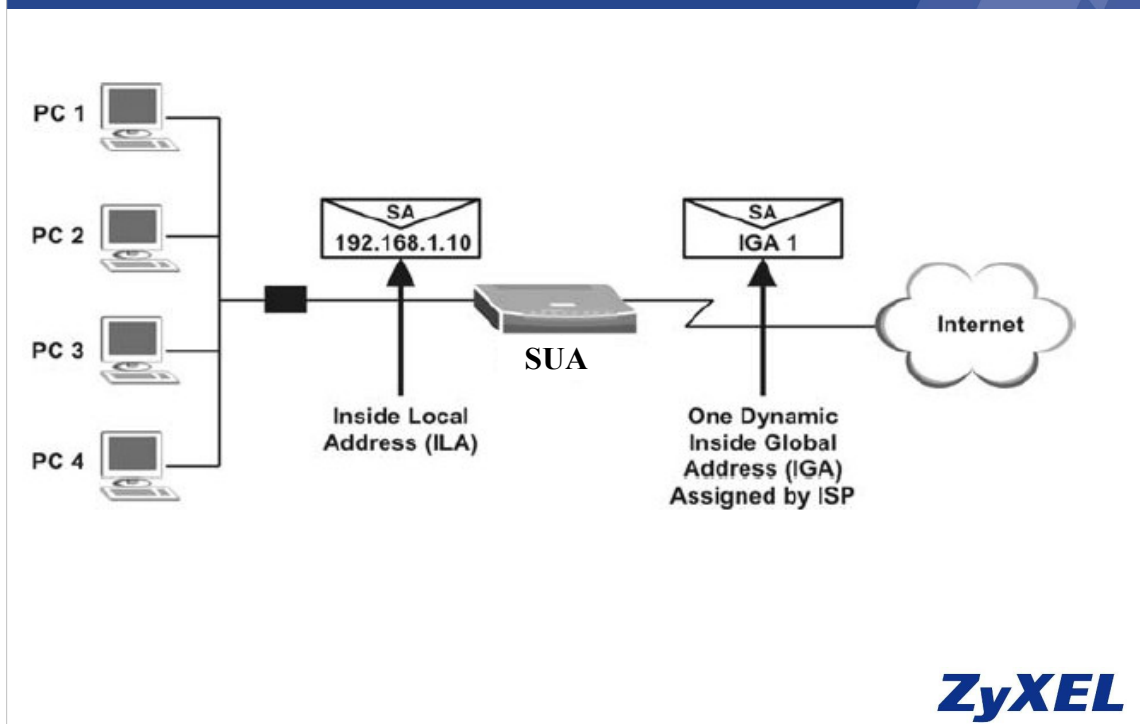 PC 1
PC 2
PC 3
PC 4
SA
192.168.1.10
SA
IGA 1
SUA
Internet
Inside Local
Address (ILA)
One Dynamic
Inside Global
Address (IGA)
Assigned by ISP
ZyXEL